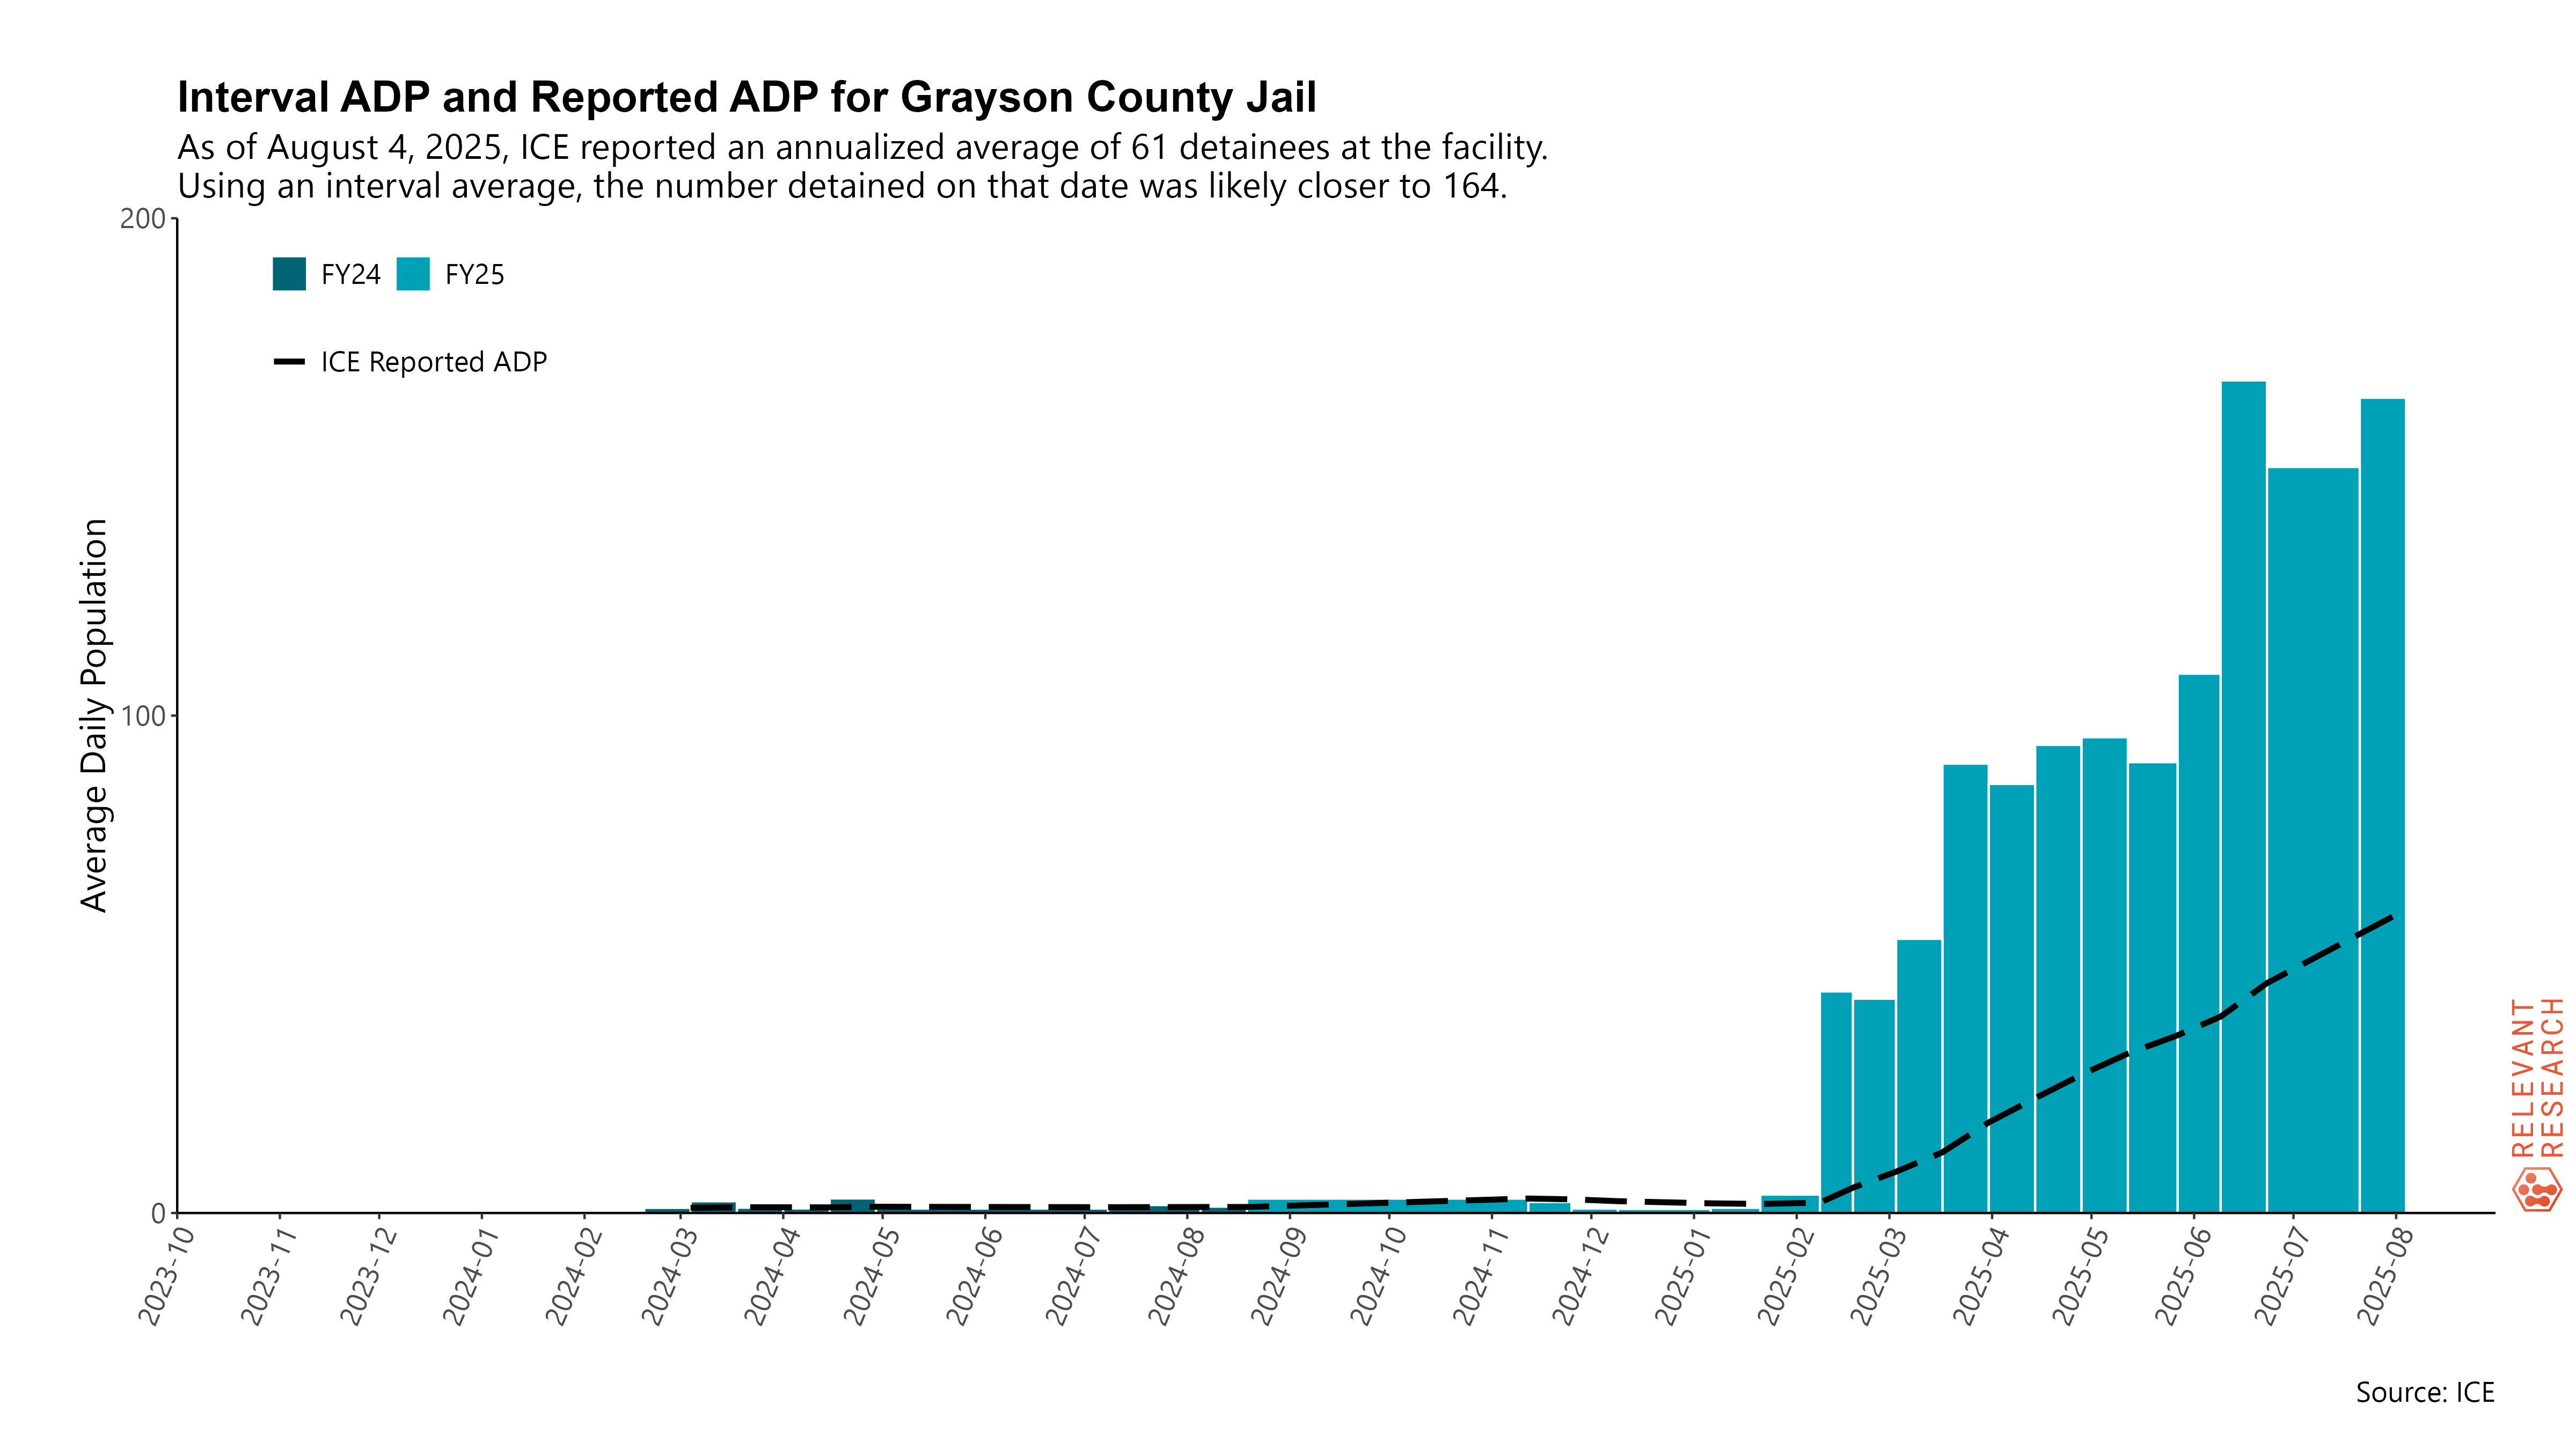 Interval ADP and Reported ADP for Grayson County Jail
As of August 4, 2025, ICE reported an annualized average of 61 detainees at the facility.
Using an interval average, the number detained on that date was likely closer to 164.
200
FY24 FY25
ICE Reported ADP
Average Daily Population
100
0
2023-10 2023-11 2023-12 2024-01 2024-02 2024-03 2024-04 2024-05 2024-06 2024-07 2024-08 2024-09 2024-10 2024-11 2024-12 2025-01 2025-02 2025-03 2025-04 2025-05 2025-06 2025-07 2025-08
RELEVANT
RESEARCH
Source: ICE